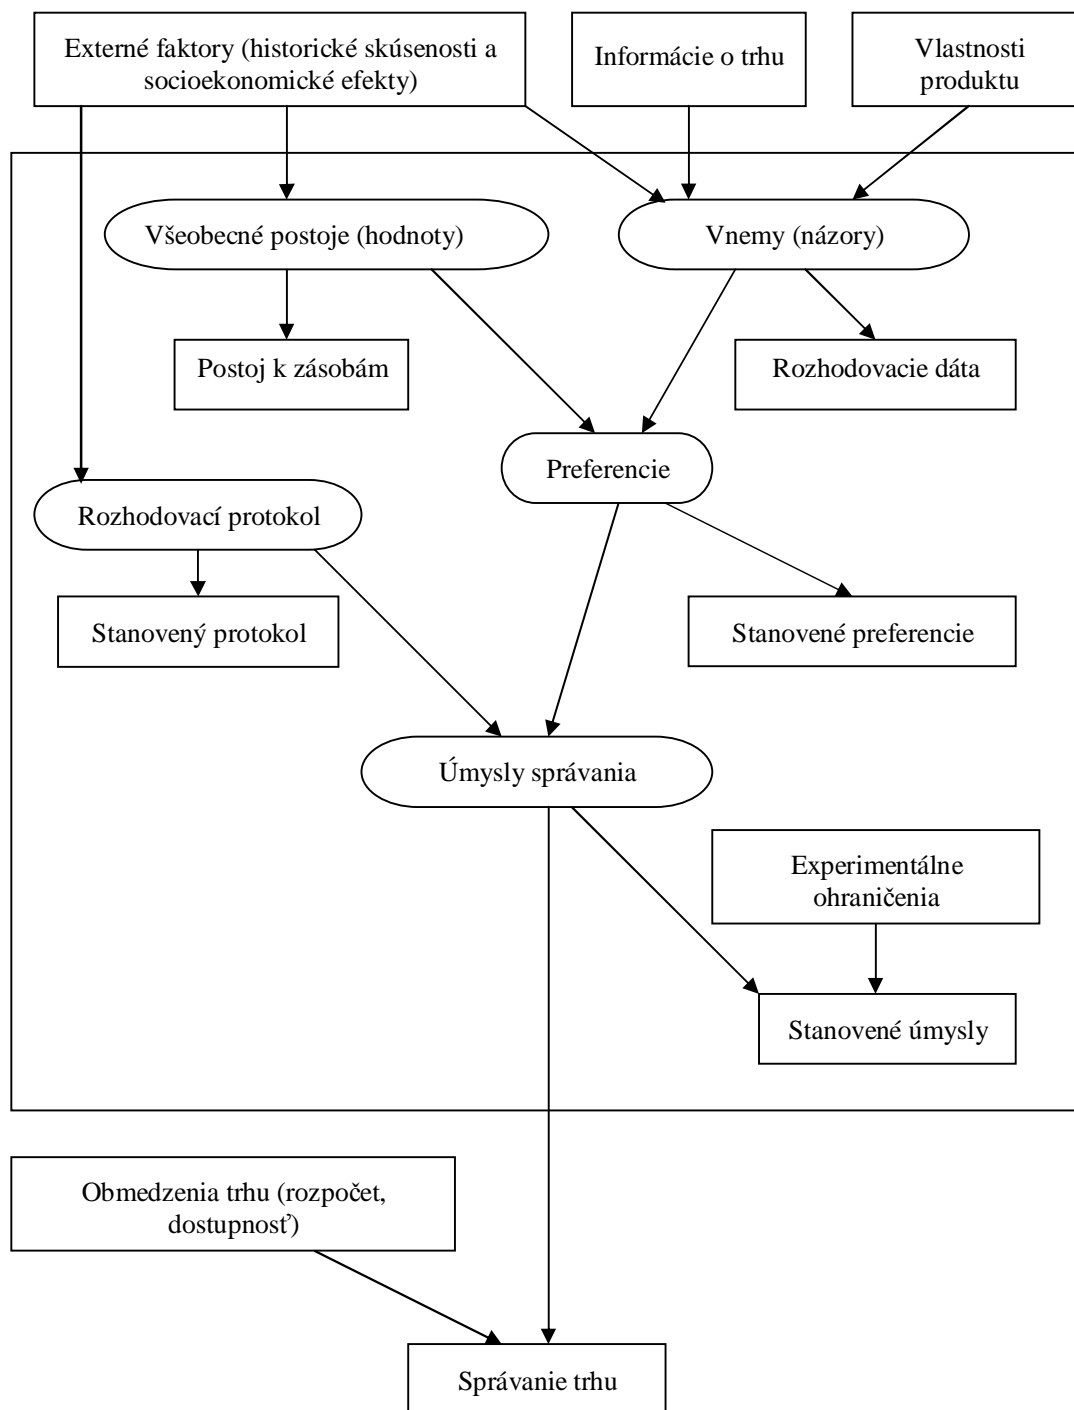 Externé faktory (historické skúsenosti a
socioekonomické efekty)
Informácie o trhu
Vlastnosti
produktu
Všeobecné postoje (hodnoty)
Vnemy (názory)
Postoj k zásobám
Rozhodovacie dáta
Preferencie
Rozhodovací protokol
Stanovený protokol
Stanovené preferencie
Úmysly správania
Experimentálne
ohraničenia
Stanovené úmysly
Obmedzenia trhu (rozpočet,
dostupnosť)
Správanie trhu